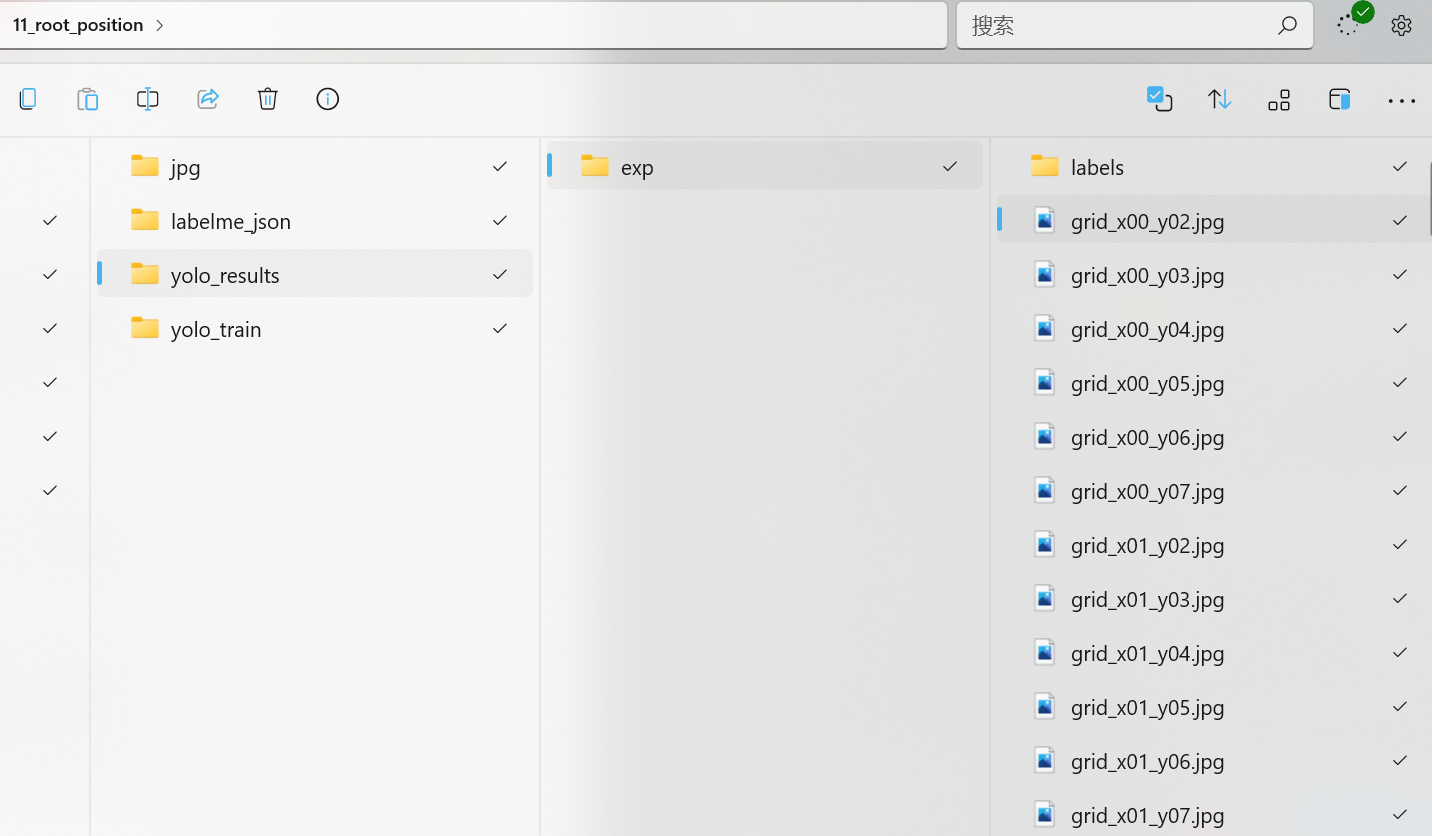 11_root_position
搜索
jpg
labelme_json
yolo_results
yolo_train
exp
labels
grid_x00_y02.jpg
grid_x00_y03.jpg
grid_x00_y04.jpg
grid_x00_y05.jpg
grid_x00_y06.jpg
grid_x00_y07.jpg
grid_x01_y02.jpg
grid_x01_y03.jpg
grid_x01_y04.jpg
grid_x01_y05.jpg
grid_x01_y06.jpg
grid_x01_y07.jpg